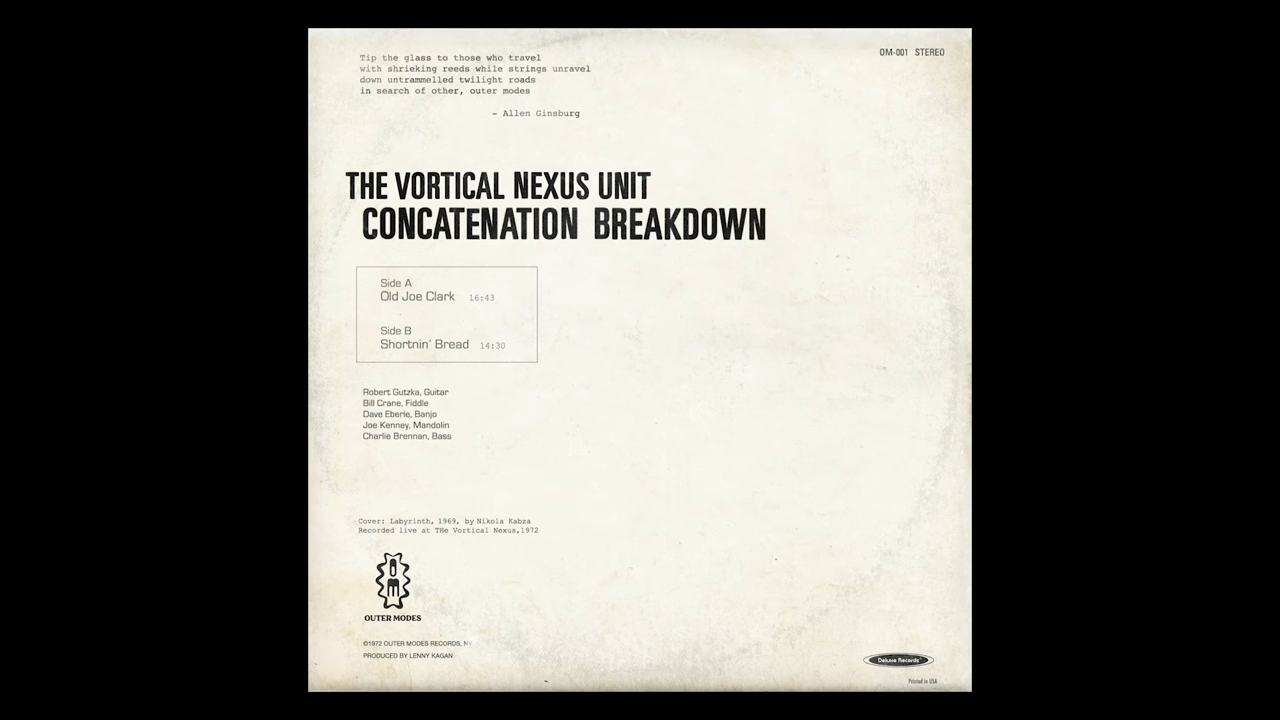 Tip the glass to those who travel
with shrieking reeds while strings unravel
down untrammelled twilight roads
in search of other, outer modes
- Allen Ginsburg
OM-001 STEREO
THE VORTICAL NEXUS UNIT
CONCATENATION BREAKDOWN
Side A
Old Joe Clark 16:43
Side B
Shortnin' Bread 14:30
Robert Gutzka, Guitar
Bill Crane, Fiddle
Dave Eberle, Banjo
Joe Kenney, Mandolin
Charlie Brennan, Bass
Cover: Labyrinth, 1969, by Nikola Kabza
Recorded live at THe Vortical Nexus,1972
OM
OUTER MODES
©1972 OUTER MODES RECORDS, NY
PRODUCED BY LENNY KAGAN
Deluxe Records
Printed in USA